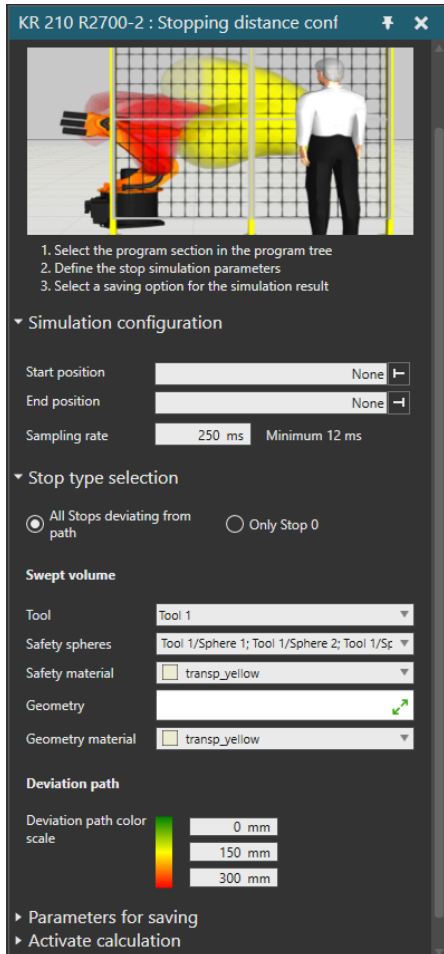 KR 210 R2700-2 : Stopping distance conf
1. Select the program section in the program tree
2. Define the stop simulation parameters
3. Select a saving option for the simulation result
Simulation configuration
Start position
None
End position
None
Sampling rate
250 ms
Minimum 12 ms
Stop type selection
All Stops deviating from
path
Only Stop 0
Swept volume
Tool
Tool 1
Safety spheres
Tool 1/Sphere 1; Tool 1/Sphere 2; Tool 1/Sp
Safety material
transp_yellow
Geometry
Geometry material
transp_yellow
Deviation path
Deviation path color
scale
0 mm
150 mm
300 mm
Parameters for saving
Activate calculation